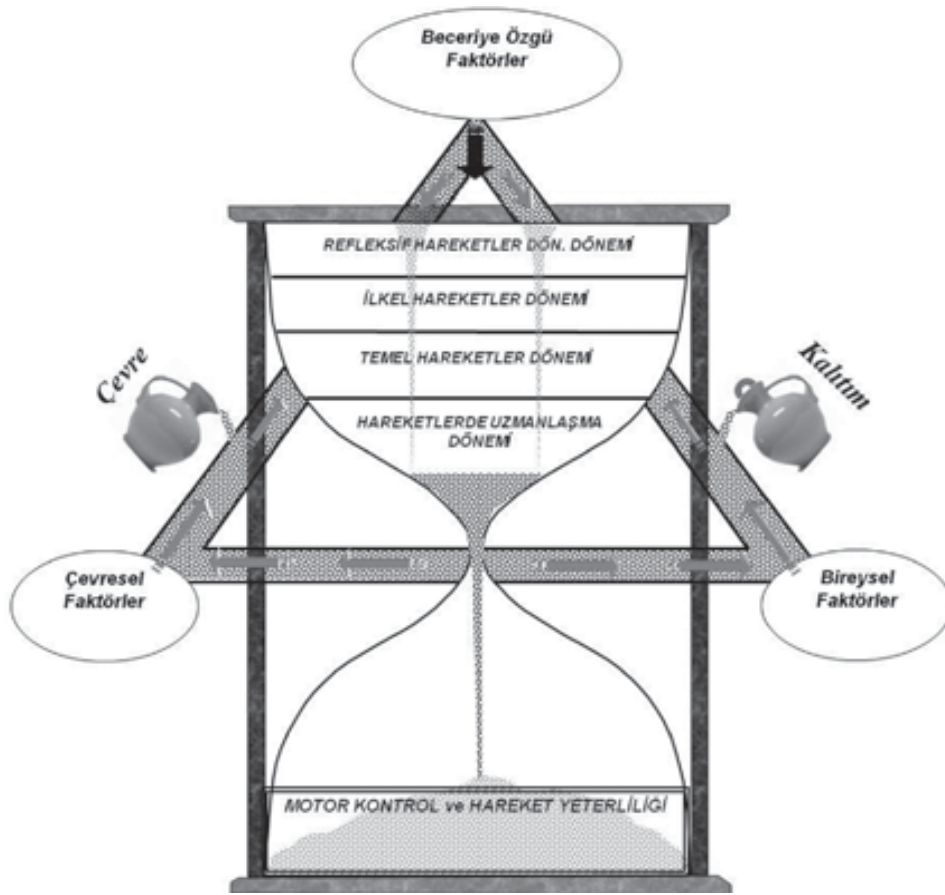 Beceriye Özgü
Faktörler
REFLEKSİF HAREKETLER DÖN. DÖNEMİ
İLKEL HAREKETLER DÖNEMİ
TEMEL HAREKETLER DÖNEMİ
HAREKETLERDE UZMANLAŞMA
DÖNEMİ
Çevre
Kalıtım
Çevresel
Faktörler
Bireysel
Faktörler
MOTOR KONTROL ve HAREKET YETERLİLİĞİ